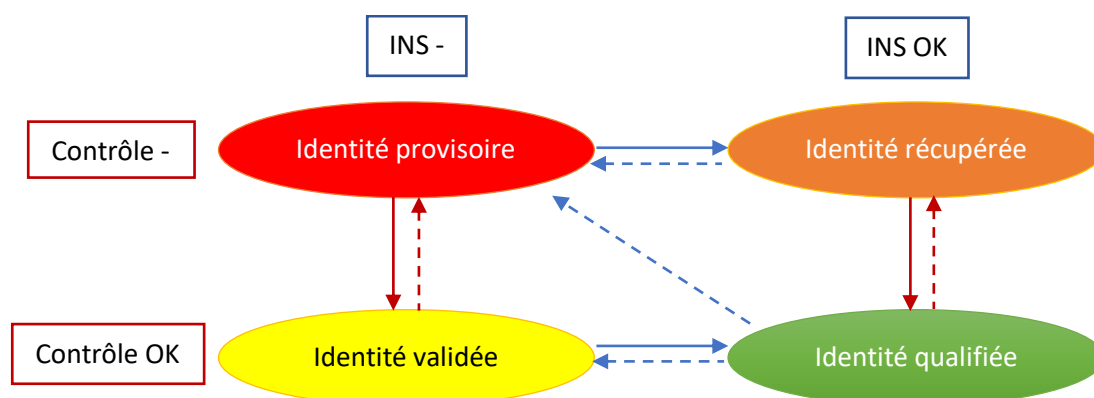 INS -
INS OK
Contrôle -
Identité provisoire
Identité récupérée
Contrôle OK
Identité validée
Identité qualifiée